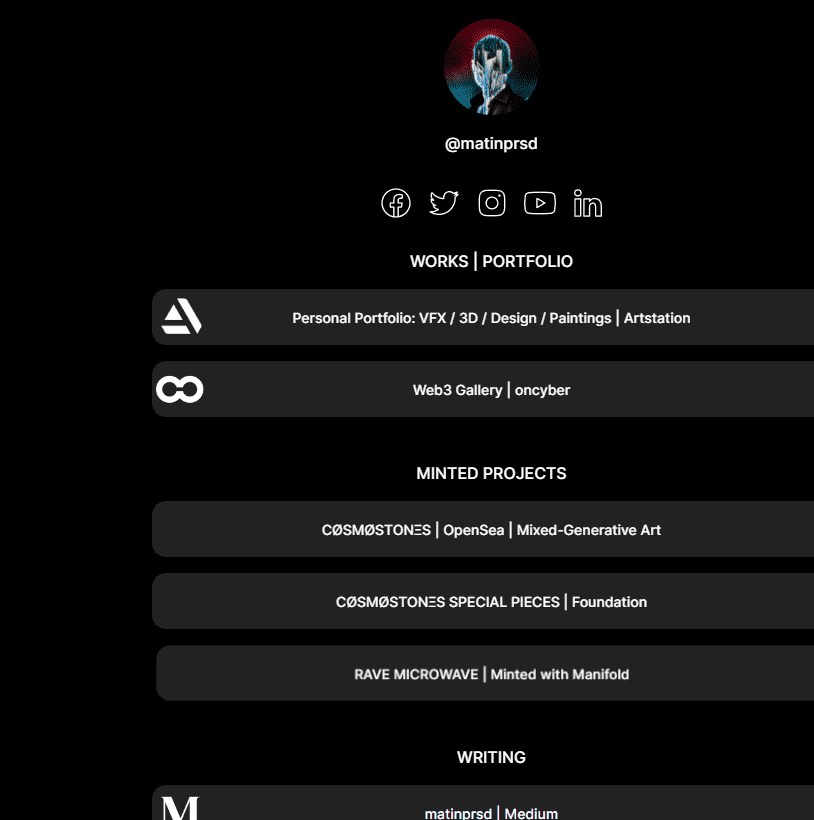 @matinprsd
WORKS | PORTFOLIO
Personal Portfolio: VFX / 3D / Design / Paintings | Artstation
Web3 Gallery | oncyber
MINTED PROJECTS
CØSMØSTONΞS | OpenSea | Mixed-Generative Art
CØSMØSTONΞS SPECIAL PIECES | Foundation
RAVE MICROWAVE | Minted with Manifold
WRITING
matinprsd | Medium